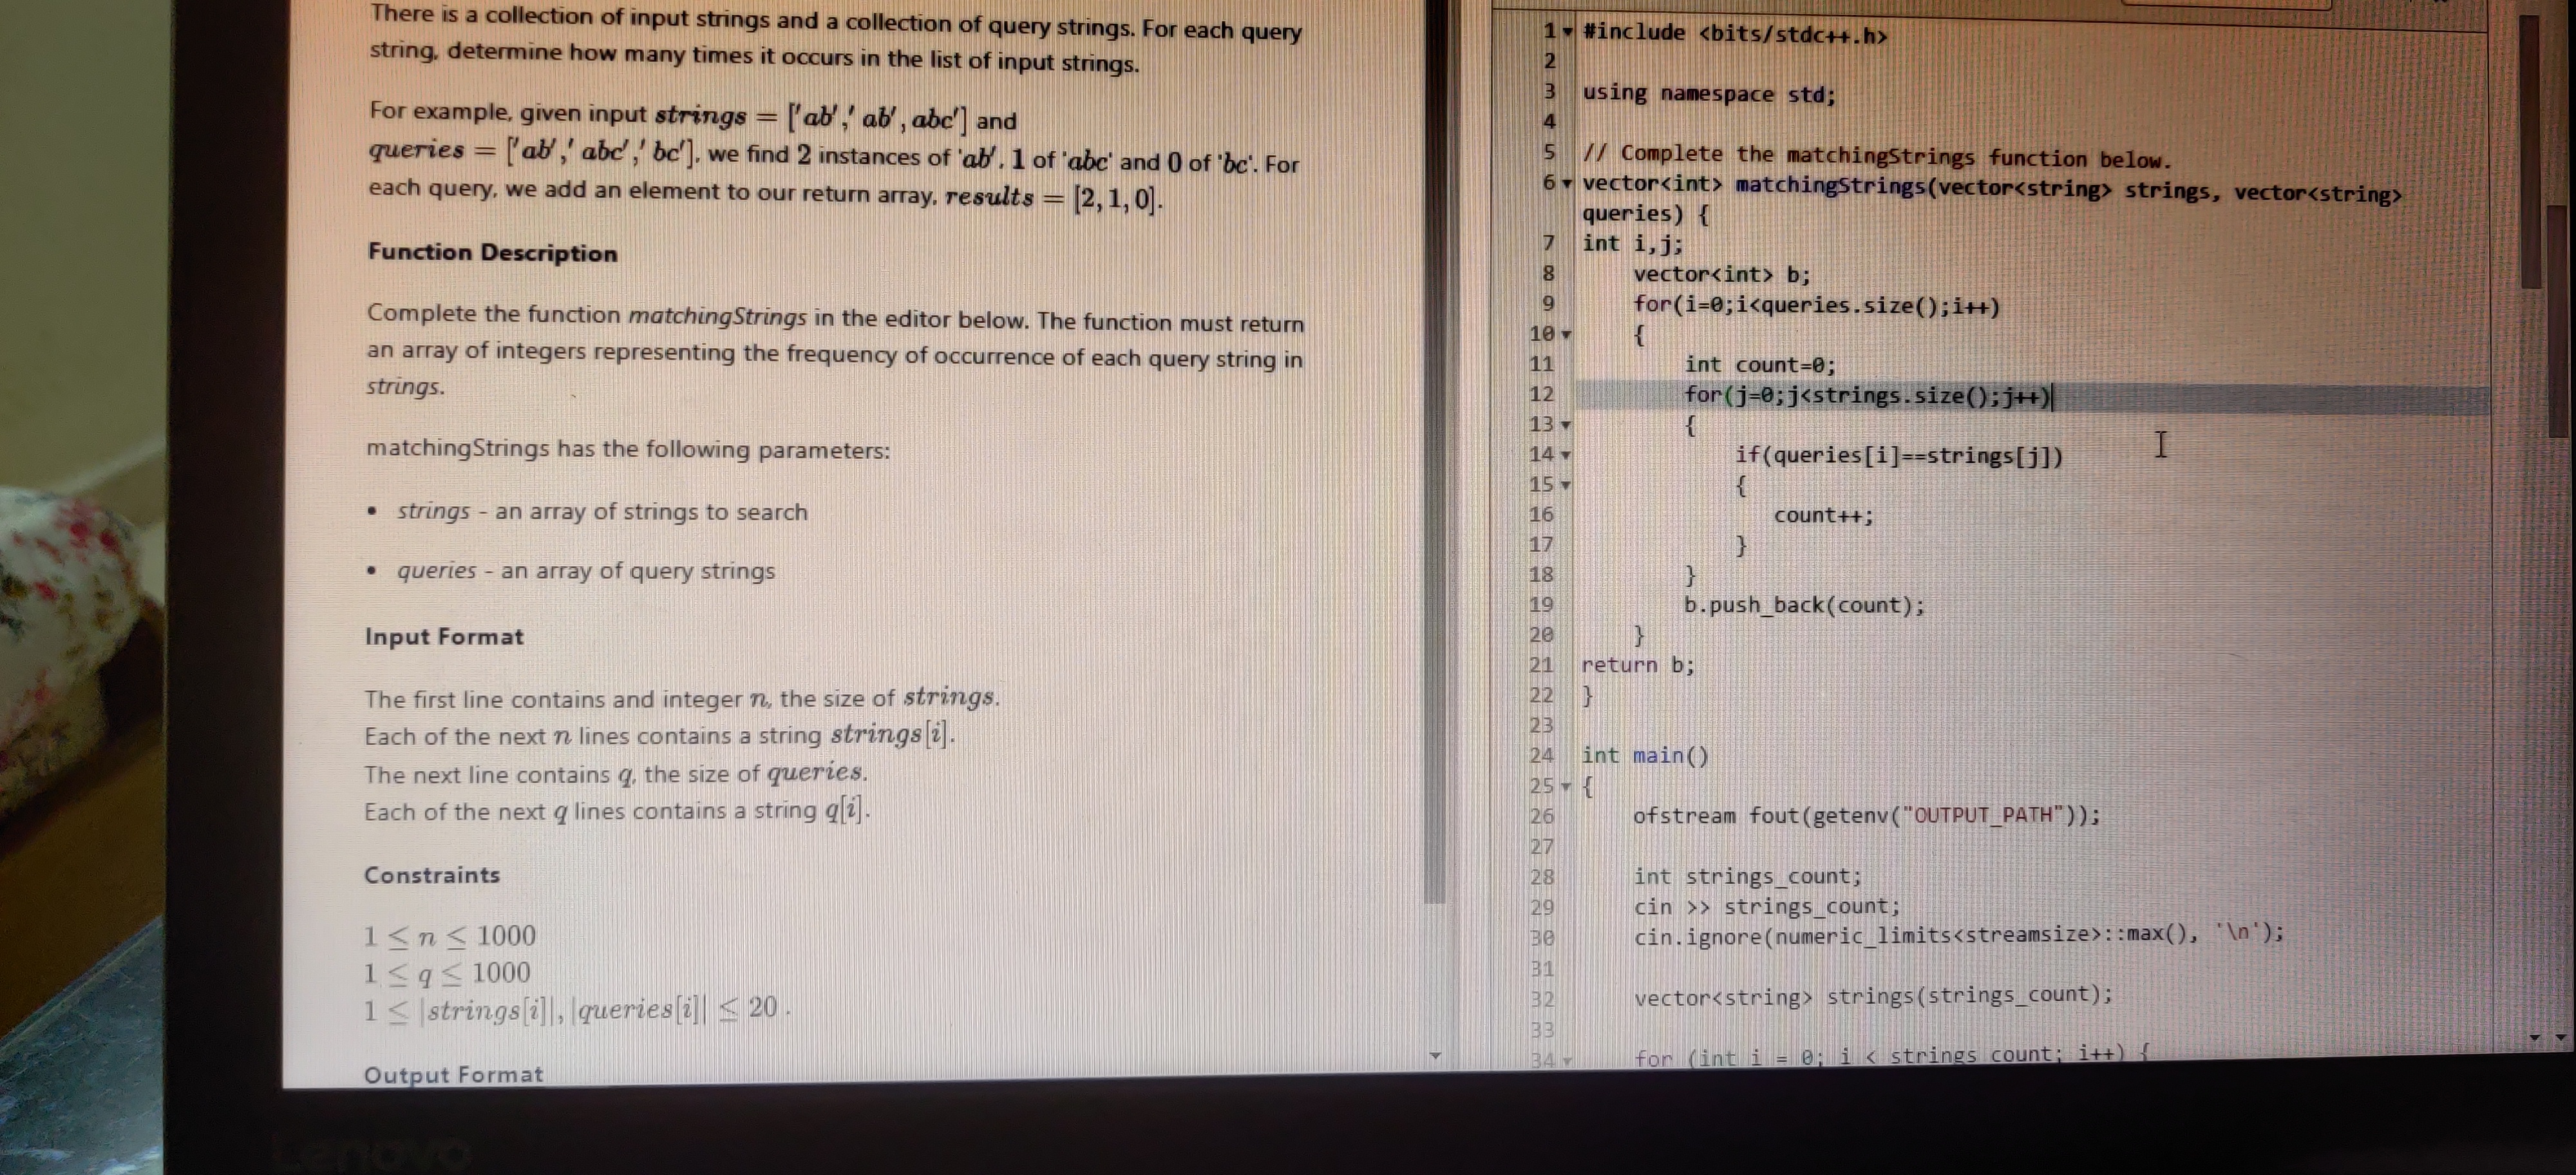 There is a collection of input strings and a collection of query strings. For each query
string, determine how many times it occurs in the list of input strings.
For example, given input strings = ['ab',' ab', abc'] and
queries = ['ab',' abc',' bc'], we find 2 instances of 'ab', 1 of 'abc' and 0 of 'bc'. For
each query, we add an element to our return array, results = [2, 1, 0].
Function Description
Complete the function matchingStrings in the editor below. The function must return
an array of integers representing the frequency of occurrence of each query string in
strings.
matchingStrings has the following parameters:
• strings - an array of strings to search
• queries - an array of query strings
Input Format
The first line contains and integer n, the size of strings.
Each of the next n lines contains a string strings[i].
The next line contains q, the size of queries.
Each of the next q lines contains a string q[i].
Constraints
1 ≤ n ≤ 1000
1 ≤ q ≤ 1000
1 ≤ |strings[i]|, |queries[i]| ≤ 20 .
Output Format
1 #include <bits/stdc++.h>
2
3 using namespace std;
4
5 // Complete the matchingStrings function below.
6 vector<int> matchingStrings(vector<string> strings, vector<string>
queries) {
7 int i,j;
8 vector<int> b;
9 for(i=0;i<queries.size();i++)
10 {
11 int count=0;
12 for(j=0;j<strings.size();j++)
13 {
14 if(queries[i]==strings[j])
15 {
16 count++;
17 }
18 }
19 b.push_back(count);
20 }
21 return b;
22 }
23
24 int main()
25 {
26 ofstream fout(getenv("OUTPUT_PATH"));
27
28 int strings_count;
29 cin >> strings_count;
30 cin.ignore(numeric_limits<streamsize>::max(), '\n');
31
32 vector<string> strings(strings_count);
33
34 for (int i = 0; i < strings_count; i++) {
Lenovo